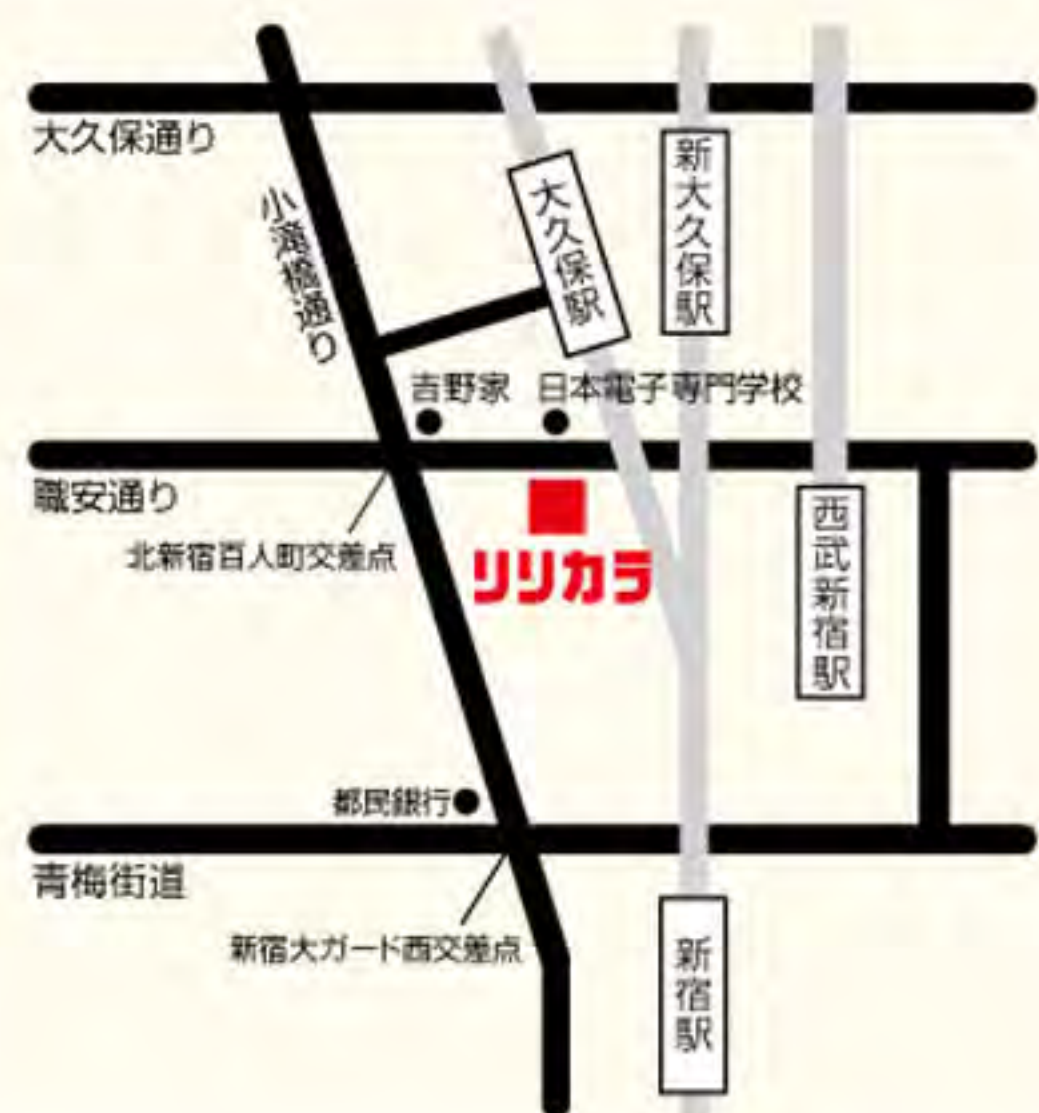 大久保通り
小滝橋通り
大久保駅
新大久保駅
吉野家
日本電子専門学校
職安通り
北新宿百人町交差点
リリカラ
西武新宿駅
都民銀行
青梅街道
新宿大ガード西交差点
新宿駅